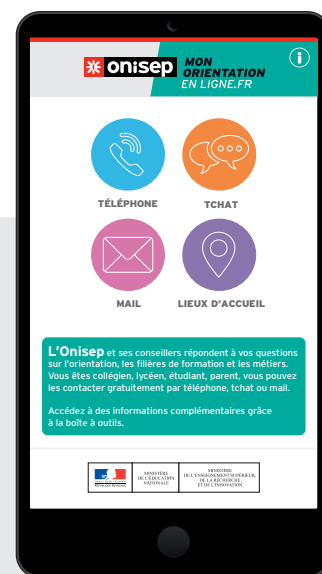 onisep
MON
ORIENTATION
EN LIGNE.FR
i
TÉLÉPHONE
TCHAT
MAIL
LIEUX D'ACCUEIL
L'Onisep et ses conseillers répondent à vos questions
sur l'orientation, les filières de formation et les métiers.
Vous êtes collégien, lycéen, étudiant, parent, vous pouvez
les contacter gratuitement par téléphone, tchat ou mail.
Accédez à des informations complémentaires grâce
à la boîte à outils.
MINISTÈRE
DE L'ÉDUCATION
NATIONALE
MINISTÈRE
DE L'ENSEIGNEMENT SUPÉRIEUR,
DE LA RECHERCHE
ET DE L'INNOVATION